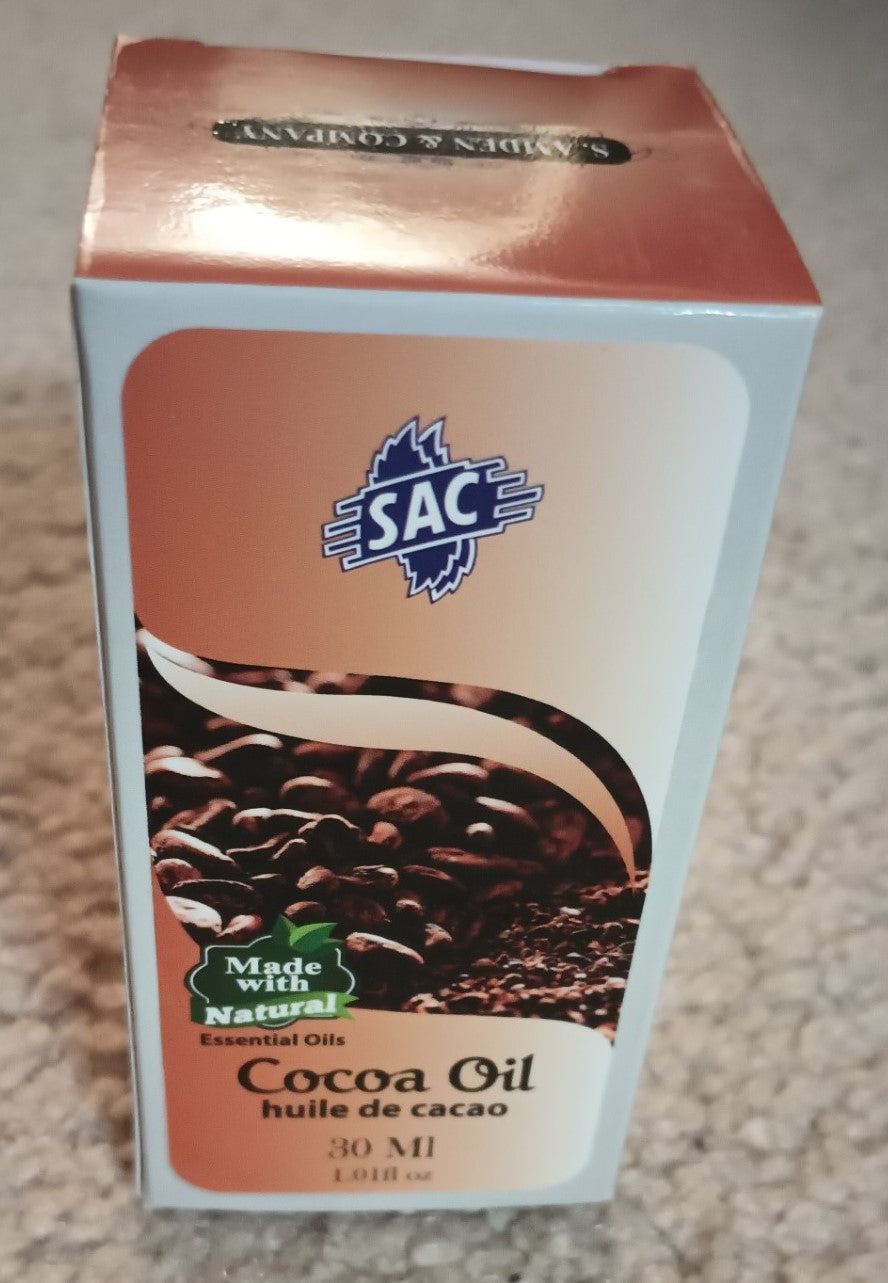 S. AMDEN & COMPANY
SAC
Made
with
Natural
Essential Oils
Cocoa Oil
huile de cacao
30 Ml
1.01fl oz